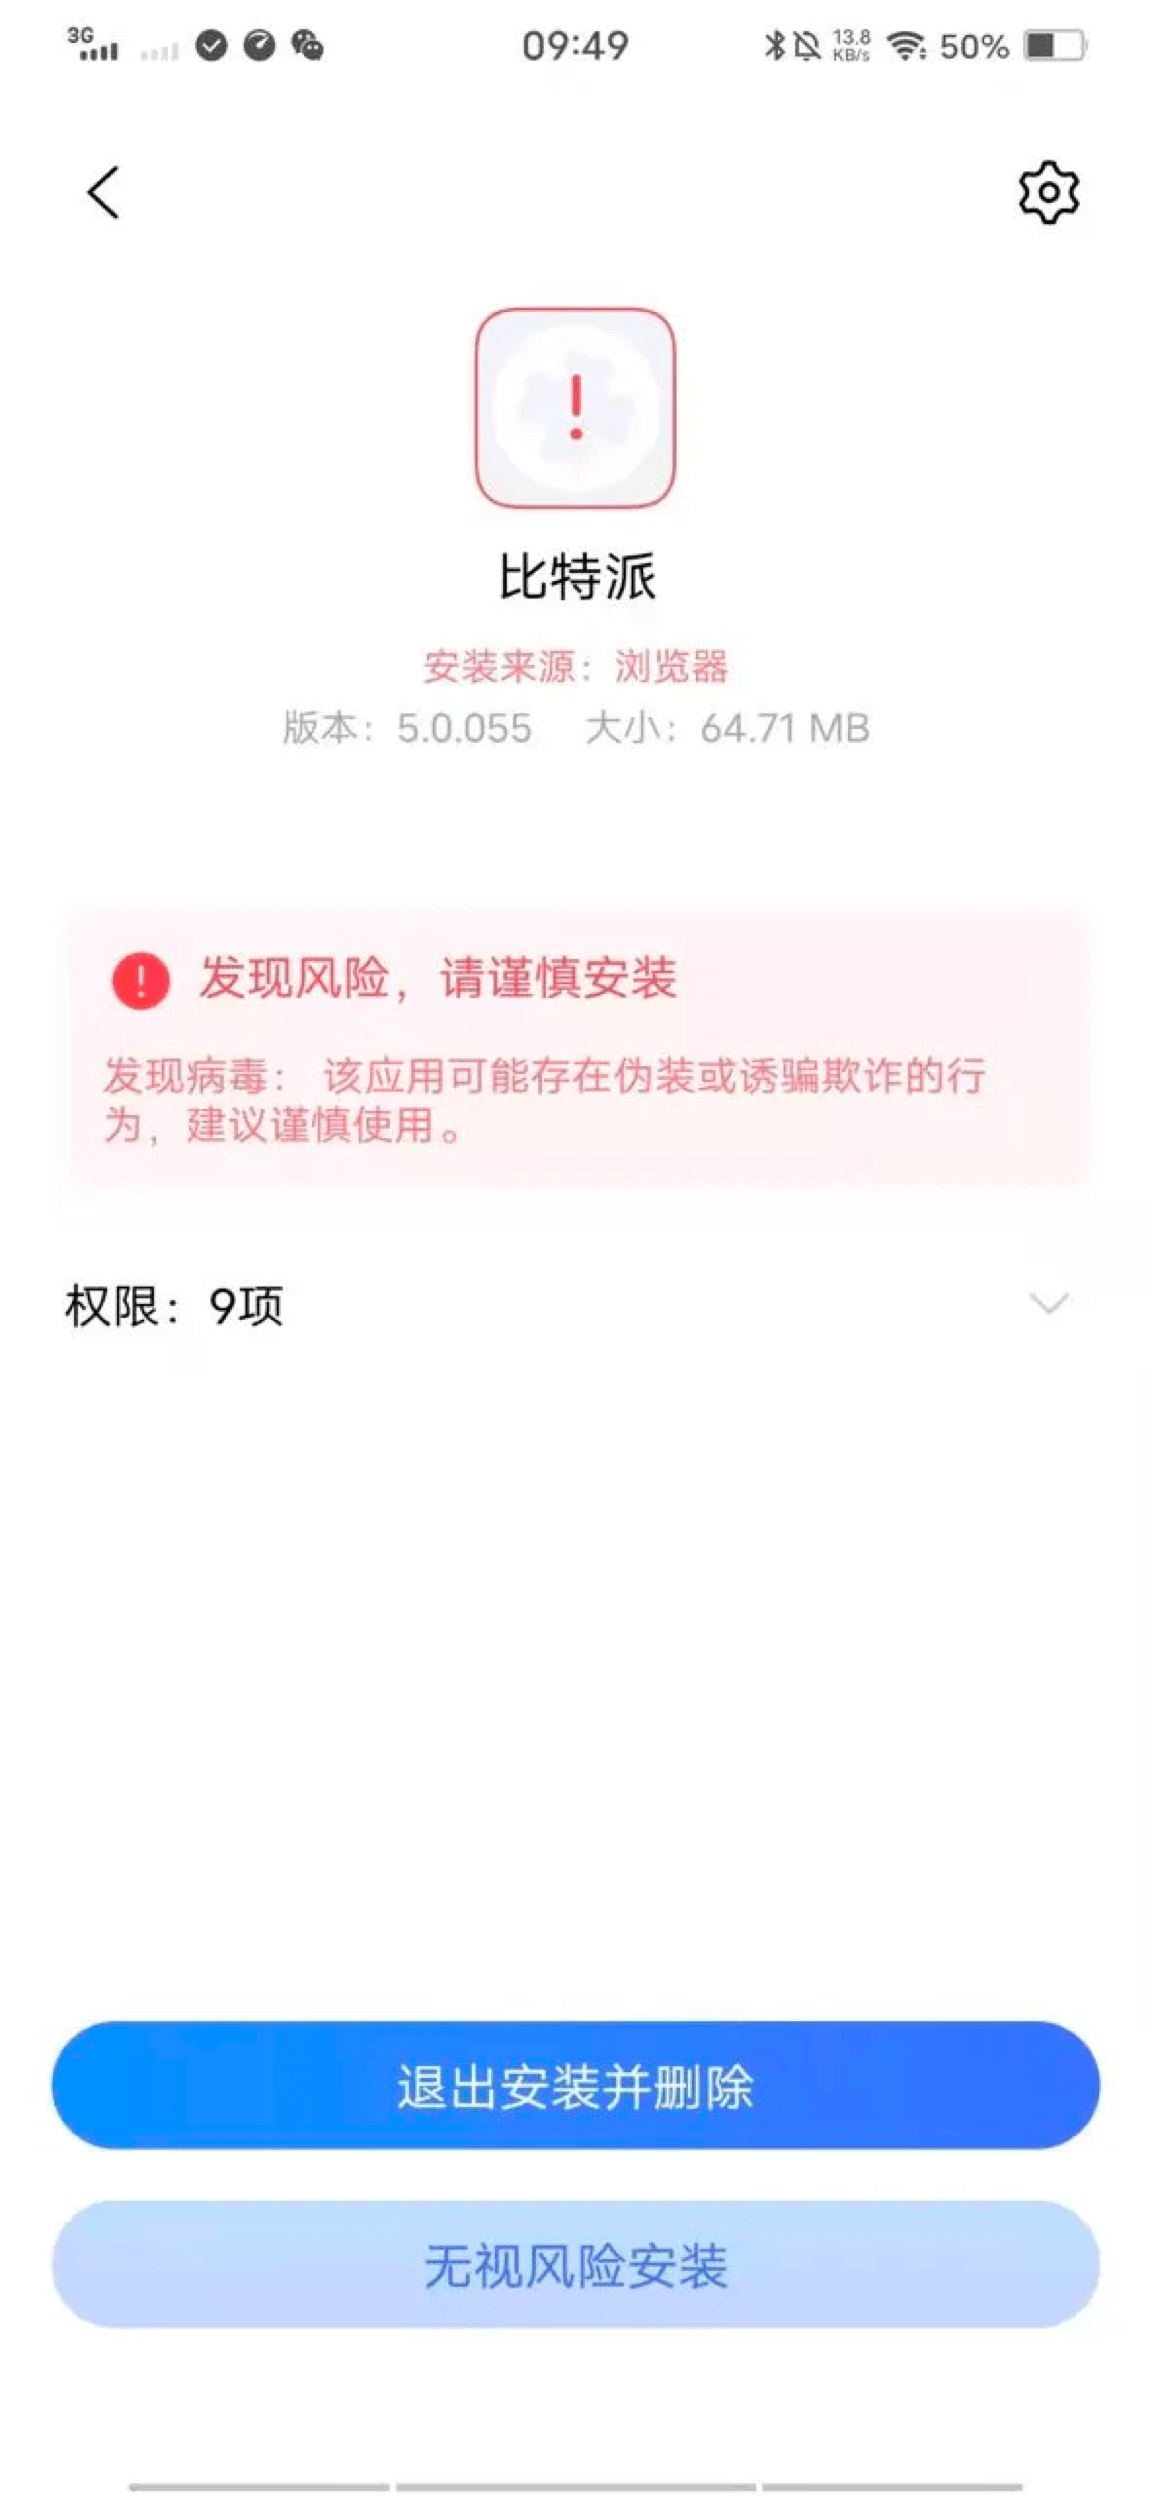 3G
09:49
13.8
KB/s
50%
比特派
安装来源：浏览器
版本：5.0.055 大小：64.71 MB
发现风险，请谨慎安装
发现病毒： 该应用可能存在伪装或诱骗欺诈的行
为，建议谨慎使用。
权限：9项
退出安装并删除
无视风险安装